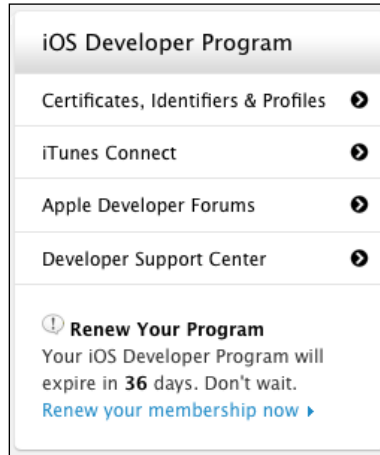 iOS Developer Program
Certificates, Identifiers & Profiles
iTunes Connect
Apple Developer Forums
Developer Support Center
Renew Your Program
Your iOS Developer Program will
expire in 36 days. Don't wait.
Renew your membership now